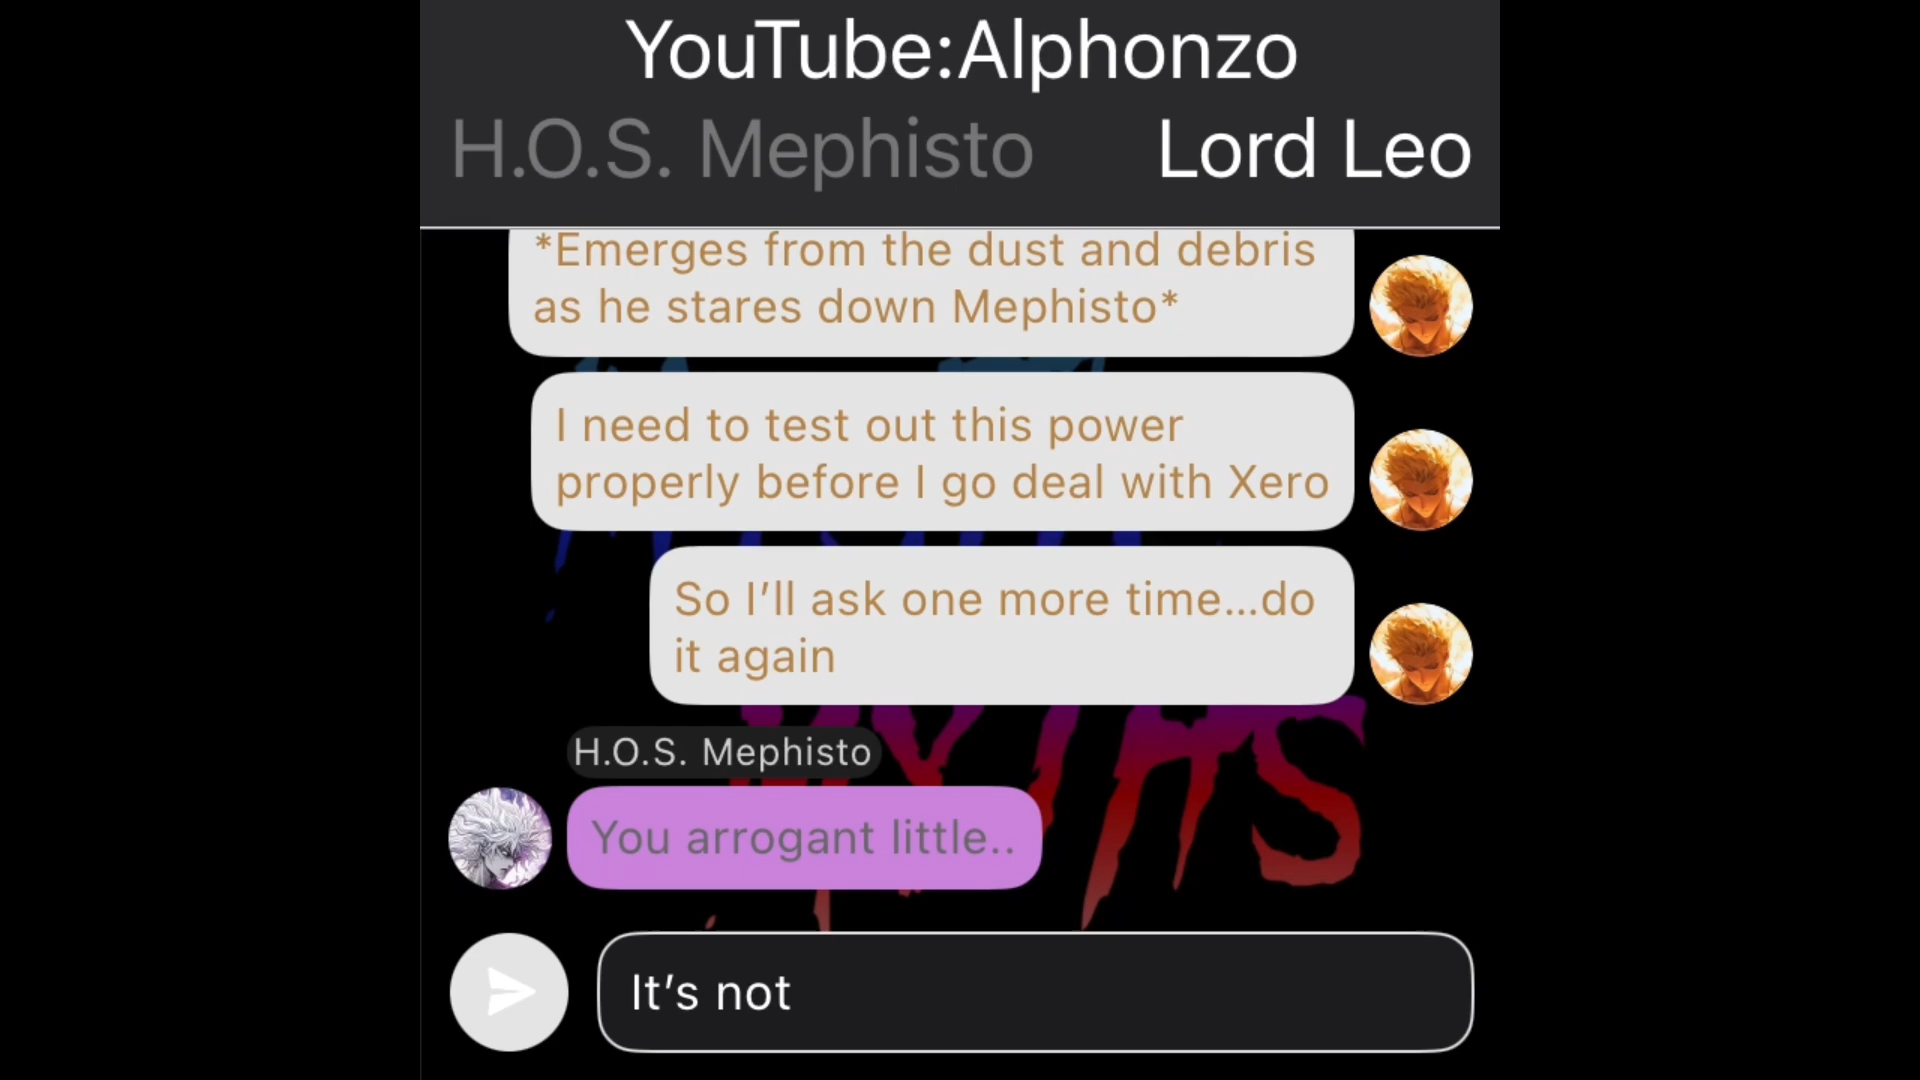 YouTube:Alphonzo
H.O.S. Mephisto
Lord Leo
*Emerges from the dust and debris
as he stares down Mephisto*
I need to test out this power
properly before I go deal with Xero
So I’ll ask one more time...do
it again
H.O.S. Mephisto
You arrogant little..
It’s not